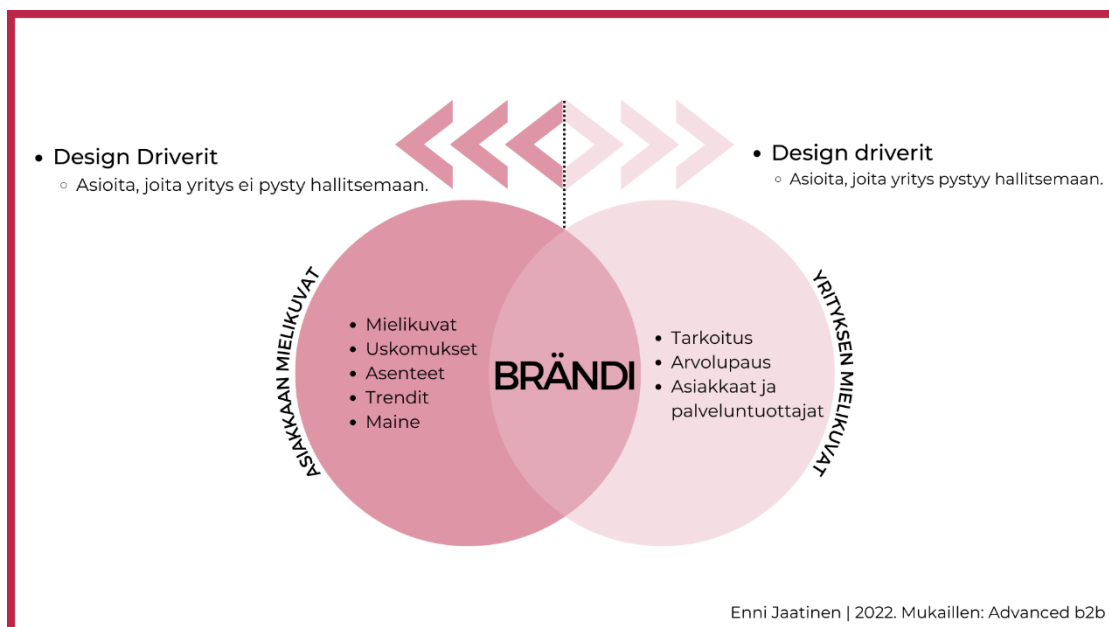 • Design Driverit
◦ Asioita, joita yritys ei pysty hallitsemaan.
• Design driverit
◦ Asioita, joita yritys pystyy hallitsemaan.
ASIAKKAAN MIELIKUVAT
• Mielikuvat
• Uskomukset
• Asenteet
• Trendit
• Maine
BRÄNDI
• Tarkoitus
• Arvolupaus
• Asiakkaat ja
palveluntuottajat
YRITYKSEN MIELIKUVAT
Enni Jaatinen | 2022. Mukaillen: Advanced b2b